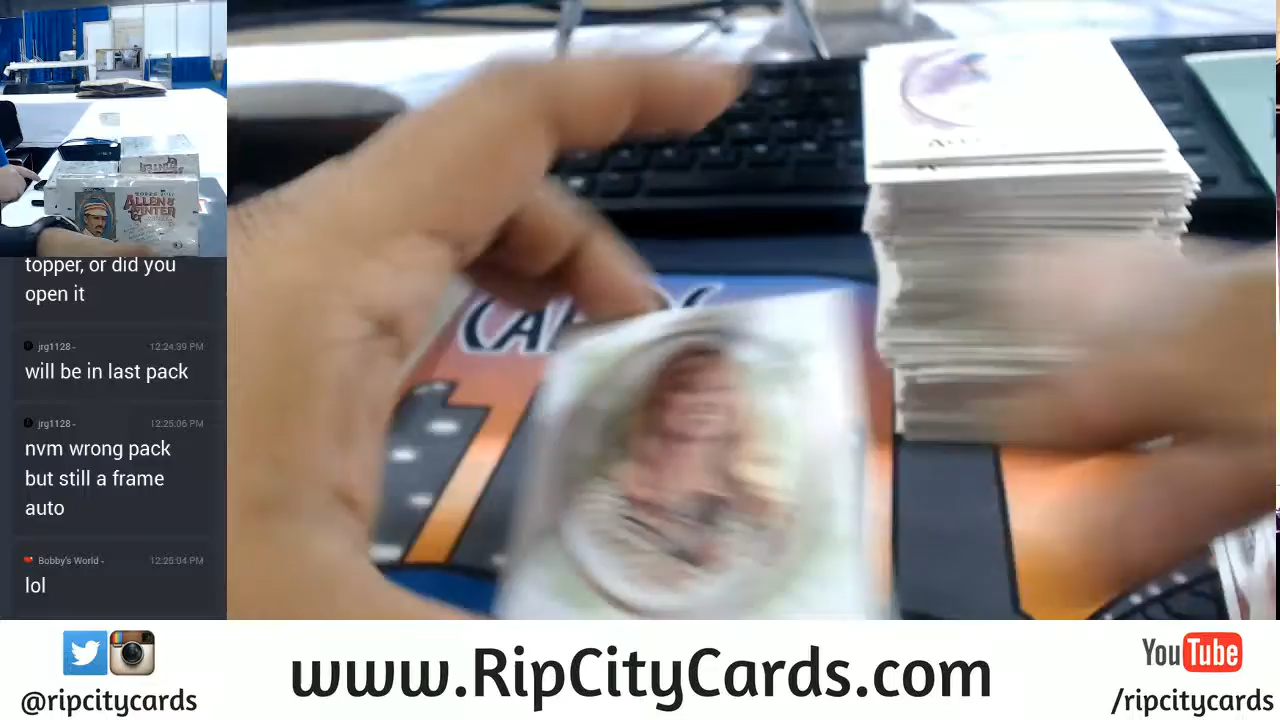 ALLEN &
GINTER
topper, or did you
open it
jrg1128 - 12:24:39 PM
will be in last pack
jrg1128 - 12:25:06 PM
nvm wrong pack
but still a frame
auto
Bobby's World - 12:25:04 PM
lol
@ripcitycards
www.RipCityCards.com
YouTube
/ripcitycards